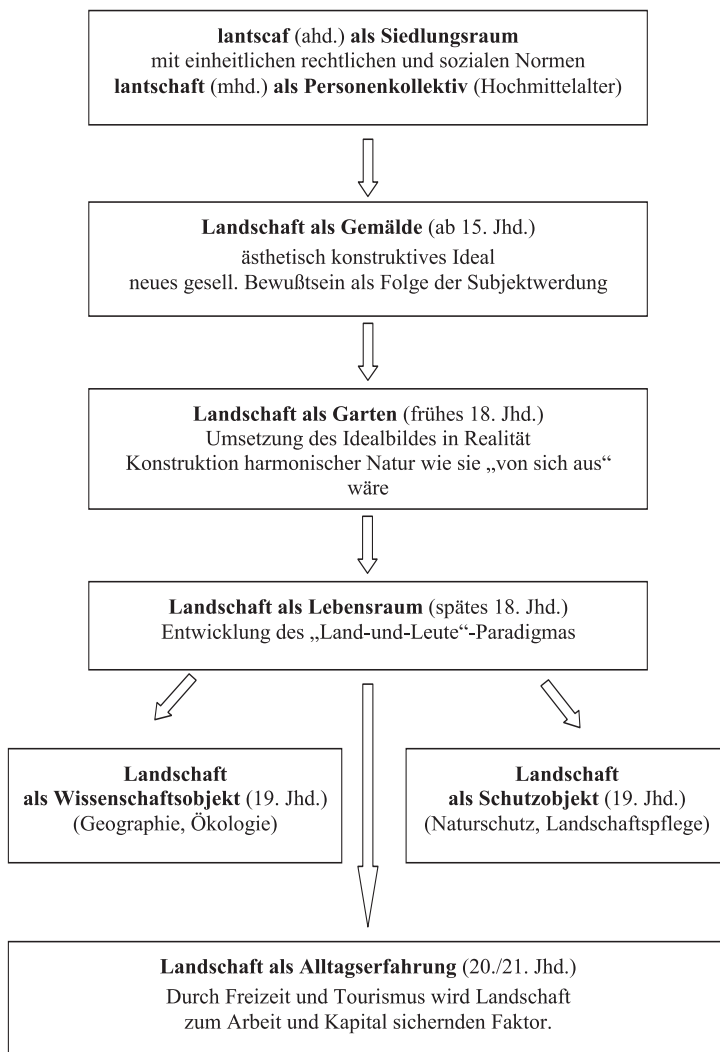 lantscaf (ahd.) als Siedlungsraum
mit einheitlichen rechtlichen und sozialen Normen
lantschaft (mhd.) als Personenkollektiv (Hochmittelalter)
Landschaft als Gemälde (ab 15. Jhd.)
ästhetisch konstruktives Ideal
neues gesell. Bewußtsein als Folge der Subjektwerdung
Landschaft als Garten (frühes 18. Jhd.)
Umsetzung des Idealbildes in Realität
Konstruktion harmonischer Natur wie sie „von sich aus“
wäre
Landschaft als Lebensraum (spätes 18. Jhd.)
Entwicklung des „Land-und-Leute“-Paradigmas
Landschaft
als Wissenschaftsobjekt (19. Jhd.)
(Geographie, Ökologie)
Landschaft
als Schutzobjekt (19. Jhd.)
(Naturschutz, Landschaftspflege)
Landschaft als Alltagserfahrung (20./21. Jhd.)
Durch Freizeit und Tourismus wird Landschaft
zum Arbeit und Kapital sichernden Faktor.